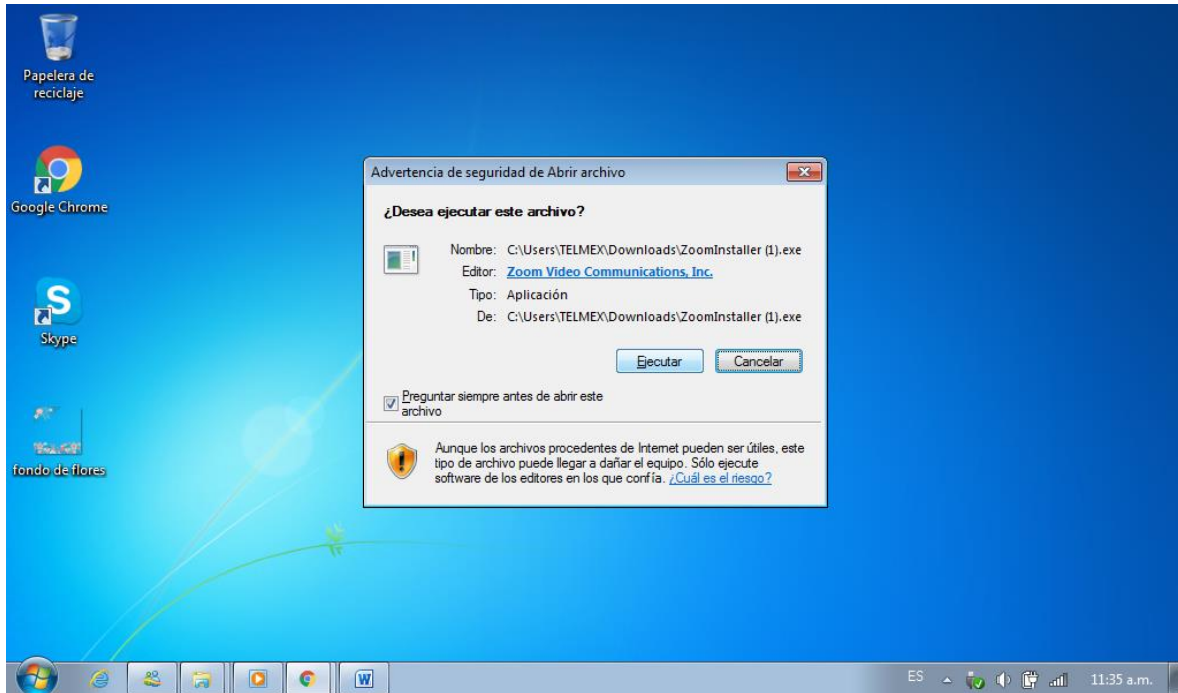 Papelera de
reciclaje
Google Chrome
Skype
fondo de flores
Advertencia de seguridad de Abrir archivo
¿Desea ejecutar este archivo?
Nombre: C:\Users\TELMEX\Downloads\ZoomInstaller (1).exe
Editor: Zoom Video Communications, Inc.
Tipo: Aplicación
De: C:\Users\TELMEX\Downloads\ZoomInstaller (1).exe
Ejecutar Cancelar
Preguntar siempre antes de abrir este
archivo
Aunque los archivos procedentes de Internet pueden ser útiles, este
tipo de archivo puede llegar a dañar el equipo. Sólo ejecute
software de los editores en los que confía. ¿Cuál es el riesgo?
ES 11:35 a.m.